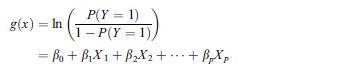 g(x) = ln ( P(Y = 1) / 1 − P(Y = 1) )
= β₀ + β₁X₁ + β₂X₂ + ··· + βₚXₚ